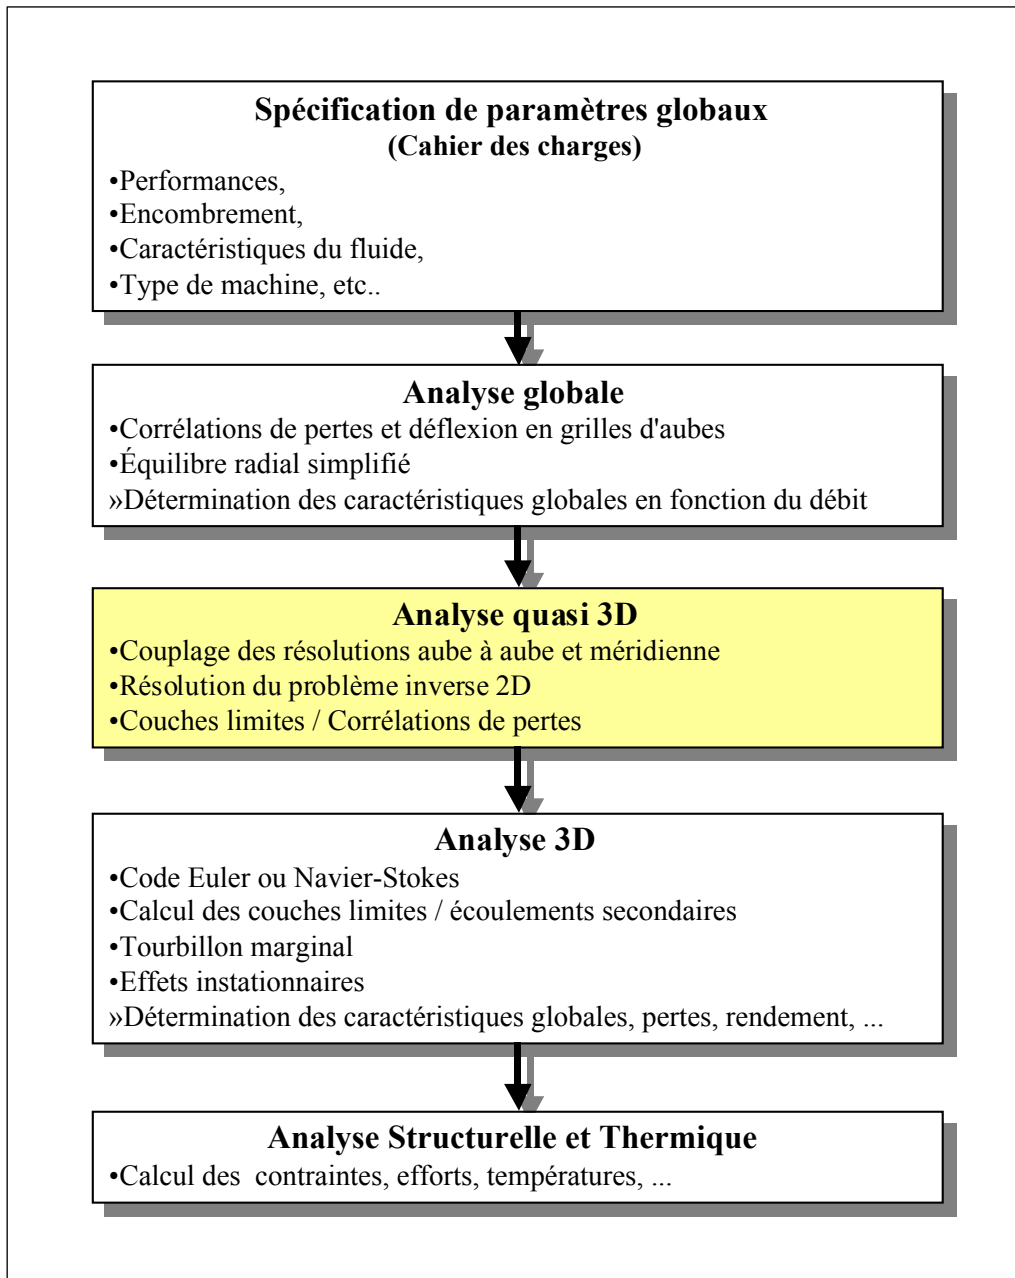 Spécification de paramètres globaux
(Cahier des charges)
•Performances,
•Encombrement,
•Caractéristiques du fluide,
•Type de machine, etc..
Analyse globale
•Corrélations de pertes et déflexion en grilles d'aubes
•Équilibre radial simplifié
»Détermination des caractéristiques globales en fonction du débit
Analyse quasi 3D
•Couplage des résolutions aube à aube et méridienne
•Résolution du problème inverse 2D
•Couches limites / Corrélations de pertes
Analyse 3D
•Code Euler ou Navier-Stokes
•Calcul des couches limites / écoulements secondaires
•Tourbillon marginal
•Effets instationnaires
»Détermination des caractéristiques globales, pertes, rendement, ...
Analyse Structurelle et Thermique
•Calcul des  contraintes, efforts, températures, ...